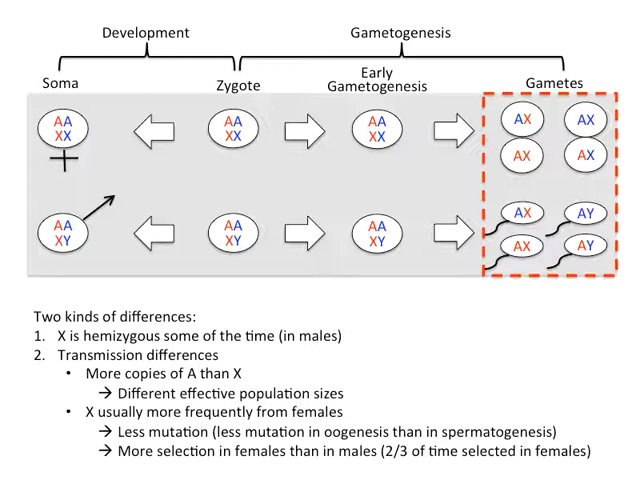 Development
Gametogenesis
Soma
Zygote
Early
Gametogenesis
Gametes
AA
XX
AA
XX
AA
XX
AX
AX
AX
AX
AA
XY
AA
XY
AA
XY
AX
AY
AX
AY
Two kinds of differences:
1. X is hemizygous some of the time (in males)
2. Transmission differences
• More copies of A than X
→ Different effective population sizes
• X usually more frequently from females
→ Less mutation (less mutation in oogenesis than in spermatogenesis)
→ More selection in females than in males (2/3 of time selected in females)